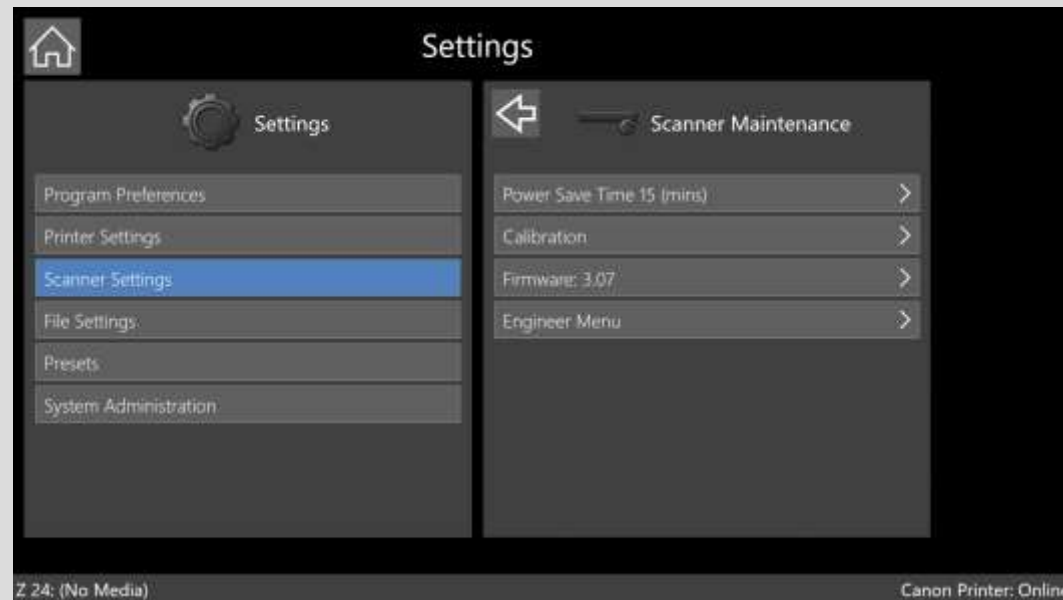 Settings
Settings
Program Preferences
Printer Settings
Scanner Settings
File Settings
Presets
System Administration
Scanner Maintenance
Power Save Time 15 (mins)
Calibration
Firmware: 3.07
Engineer Menu
Z 24: (No Media)
Canon Printer: Online